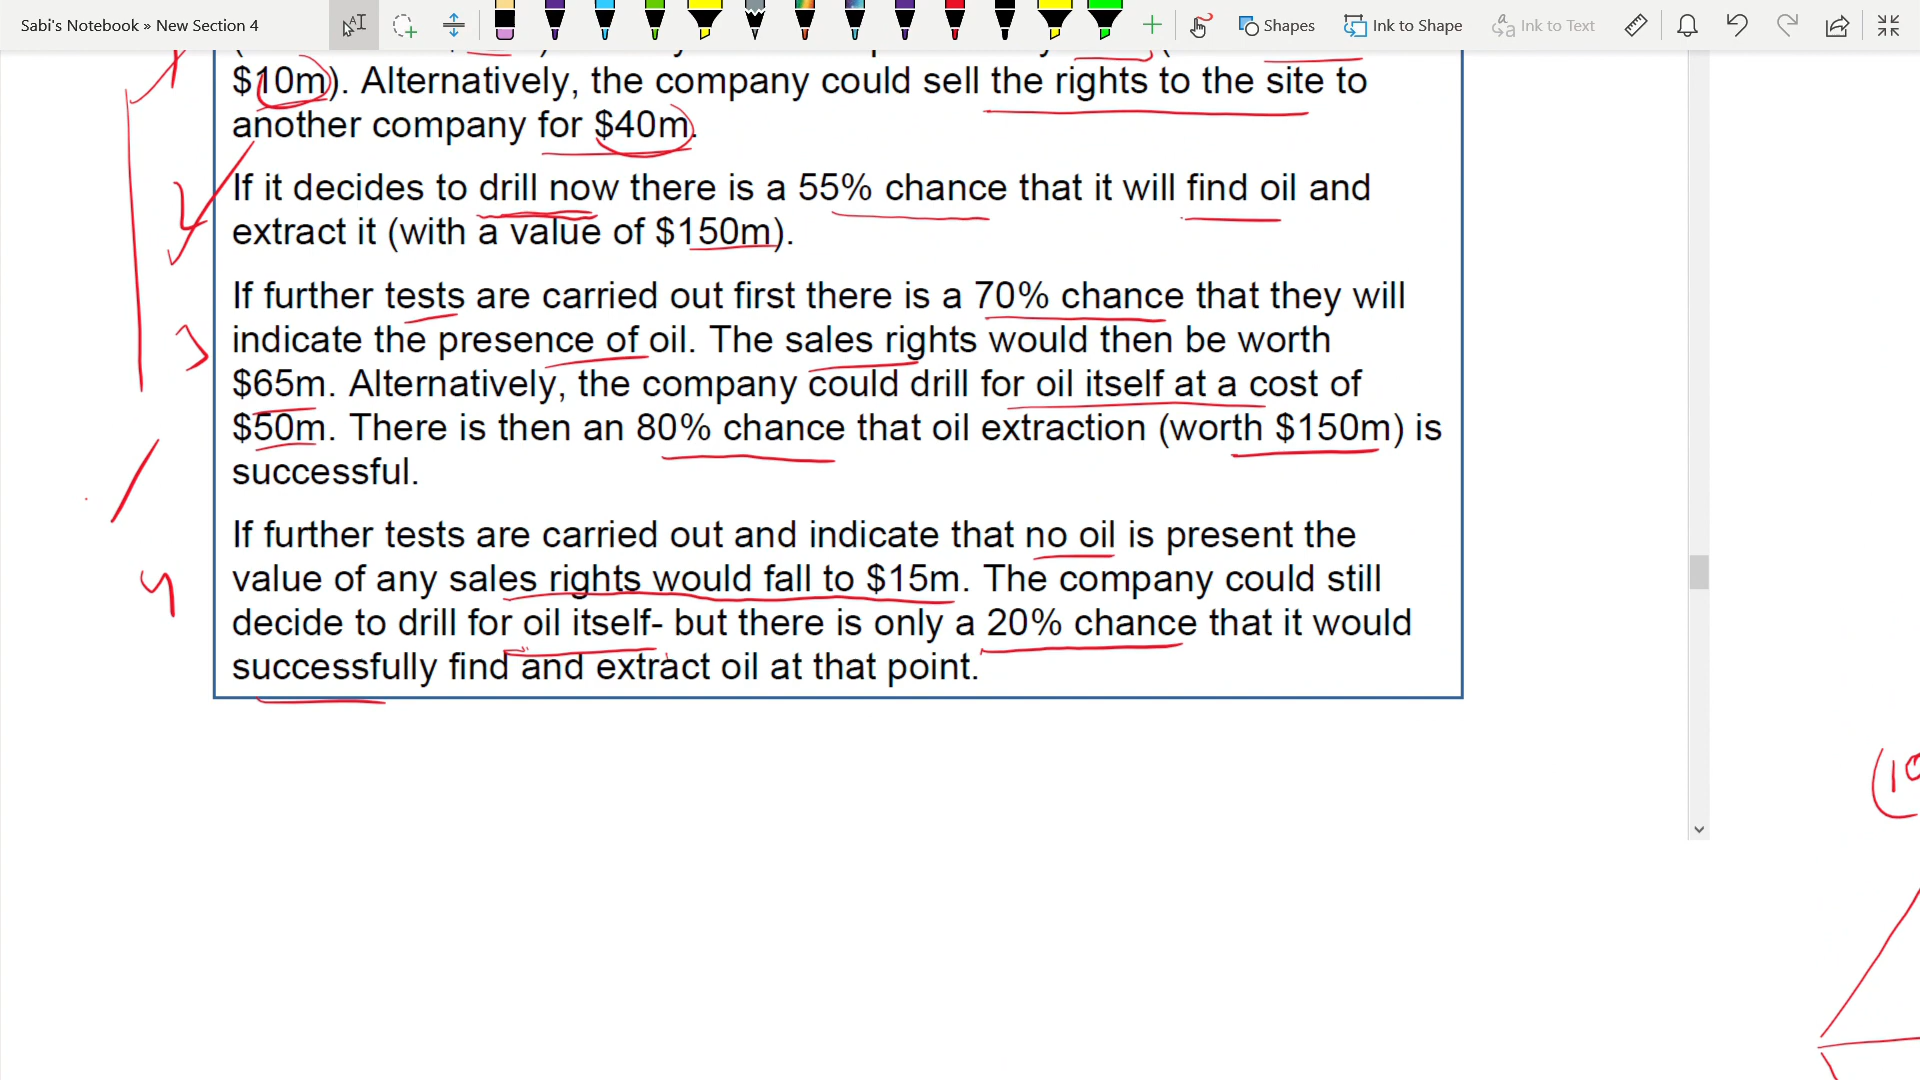 Sabi's Notebook » New Section 4
Shapes
Ink to Shape
Ink to Text
$10m). Alternatively, the company could sell the rights to the site to
another company for $40m.
If it decides to drill now there is a 55% chance that it will find oil and
extract it (with a value of $150m).
If further tests are carried out first there is a 70% chance that they will
indicate the presence of oil. The sales rights would then be worth
$65m. Alternatively, the company could drill for oil itself at a cost of
$50m. There is then an 80% chance that oil extraction (worth $150m) is
successful.
If further tests are carried out and indicate that no oil is present the
value of any sales rights would fall to $15m. The company could still
decide to drill for oil itself- but there is only a 20% chance that it would
successfully find and extract oil at that point.
2
3
4
(10